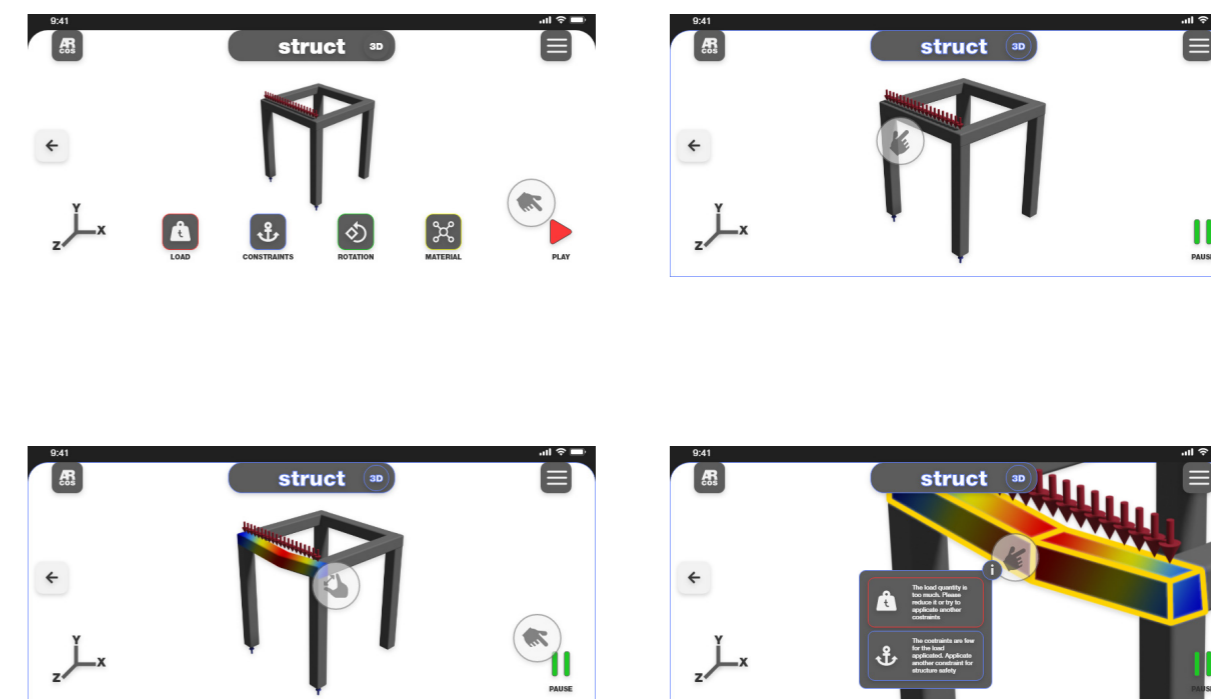 9:41
AR
COS
struct 3D
Y
X
Z
LOAD
CONSTRAINTS
ROTATION
MATERIAL
PLAY
9:41
AR
COS
struct 3D
Y
X
Z
PAUSE
9:41
AR
COS
struct 3D
Y
X
Z
PAUSE
9:41
AR
COS
struct 3D
i
t
The load quantity is
too much. Please
reduce it or try to
applicate another
costraints
The costraints are few
for the load
applicated. Applicate
another constraint for
structure safety
Y
X
Z
PAUSE